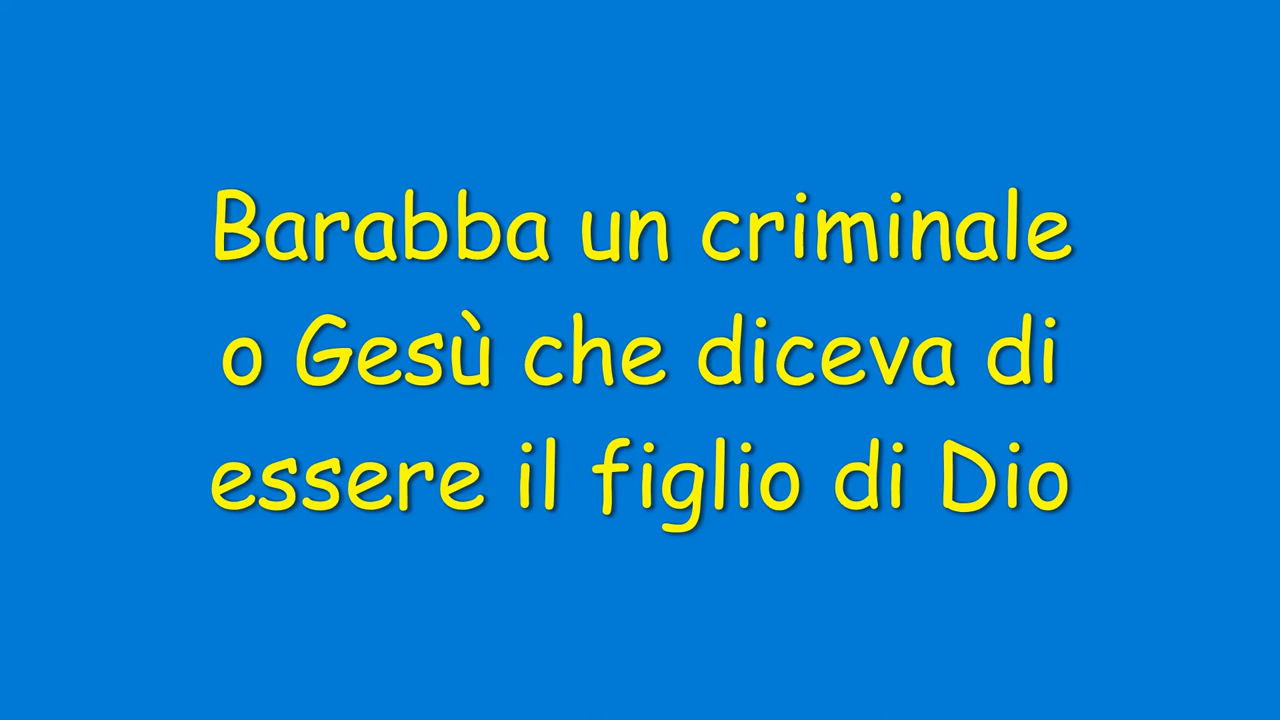 Barabba un criminale
o Gesù che diceva di
essere il figlio di Dio